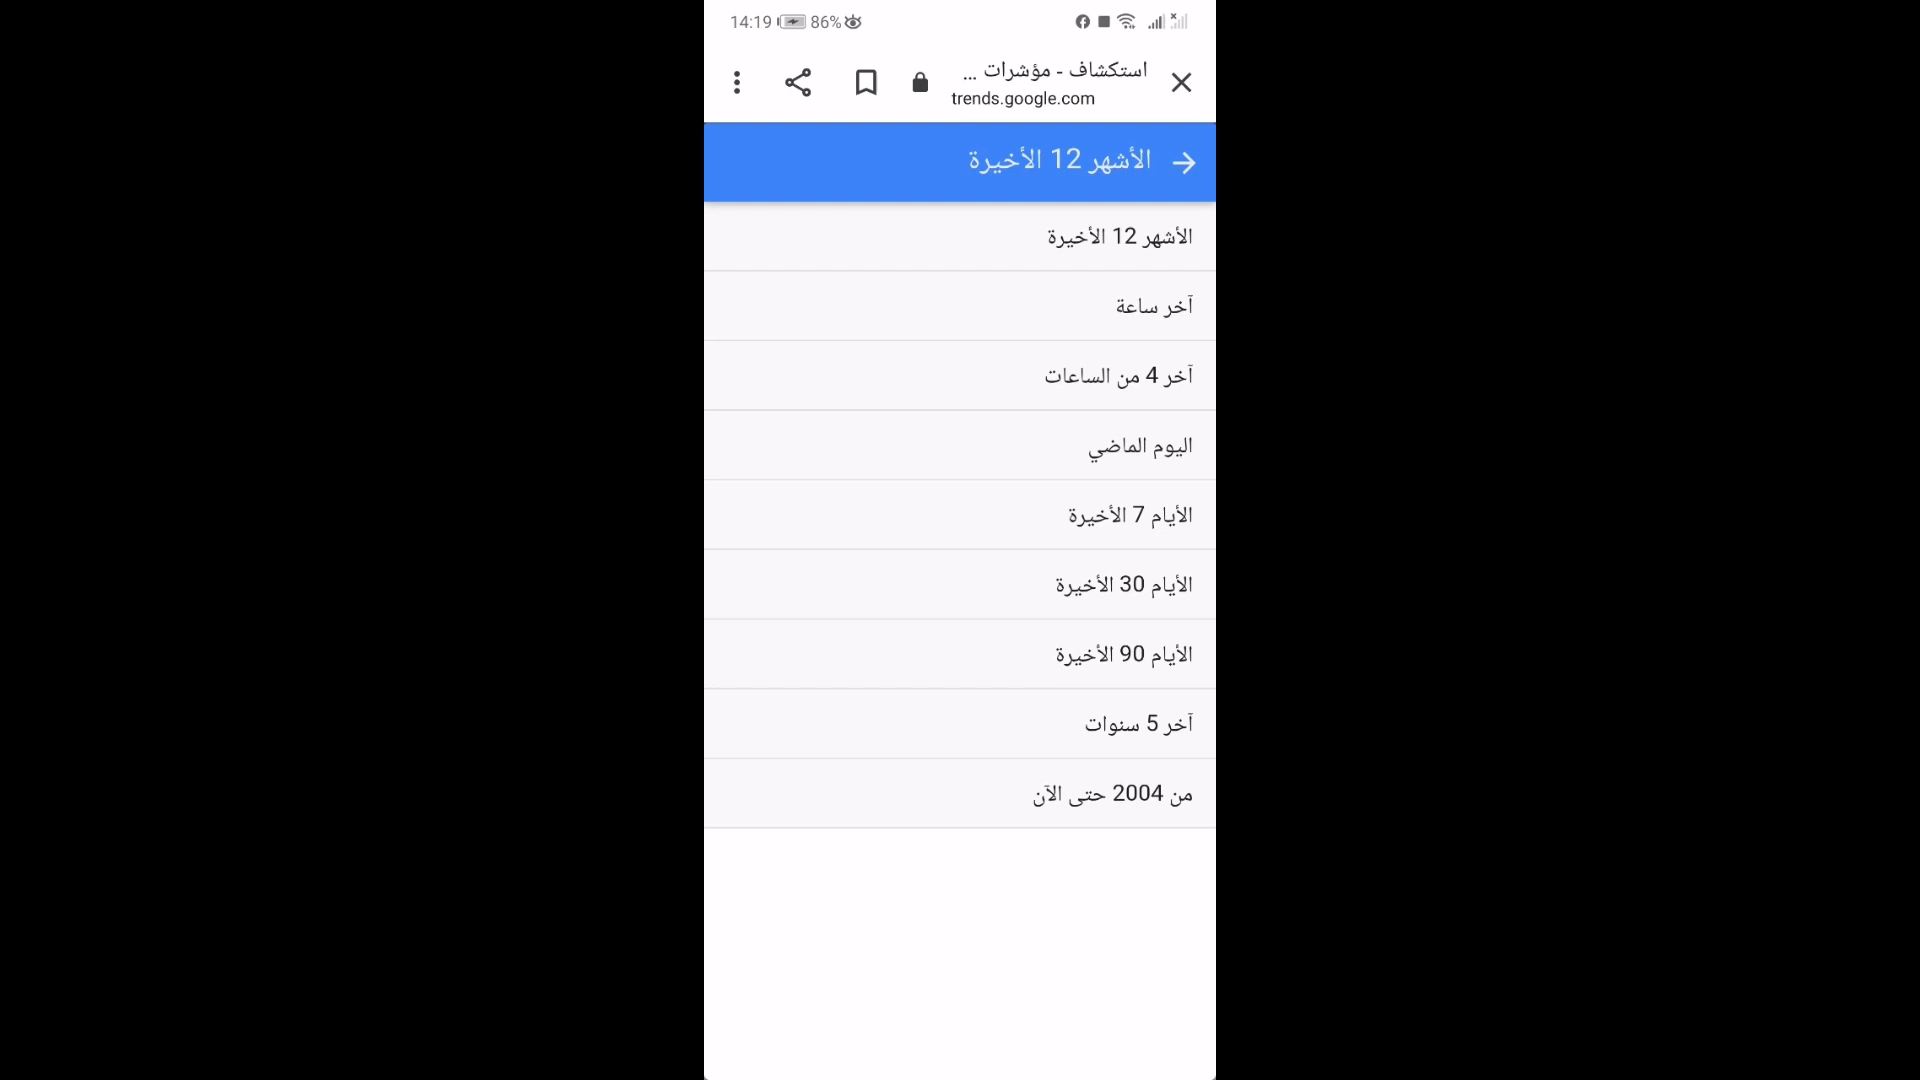 14:19 86%
استكشاف - مؤشرات ...
trends.google.com
الأشهر 12 الأخيرة
الأشهر 12 الأخيرة
آخر ساعة
آخر 4 من الساعات
اليوم الماضي
الأيام 7 الأخيرة
الأيام 30 الأخيرة
الأيام 90 الأخيرة
آخر 5 سنوات
من 2004 حتى الآن